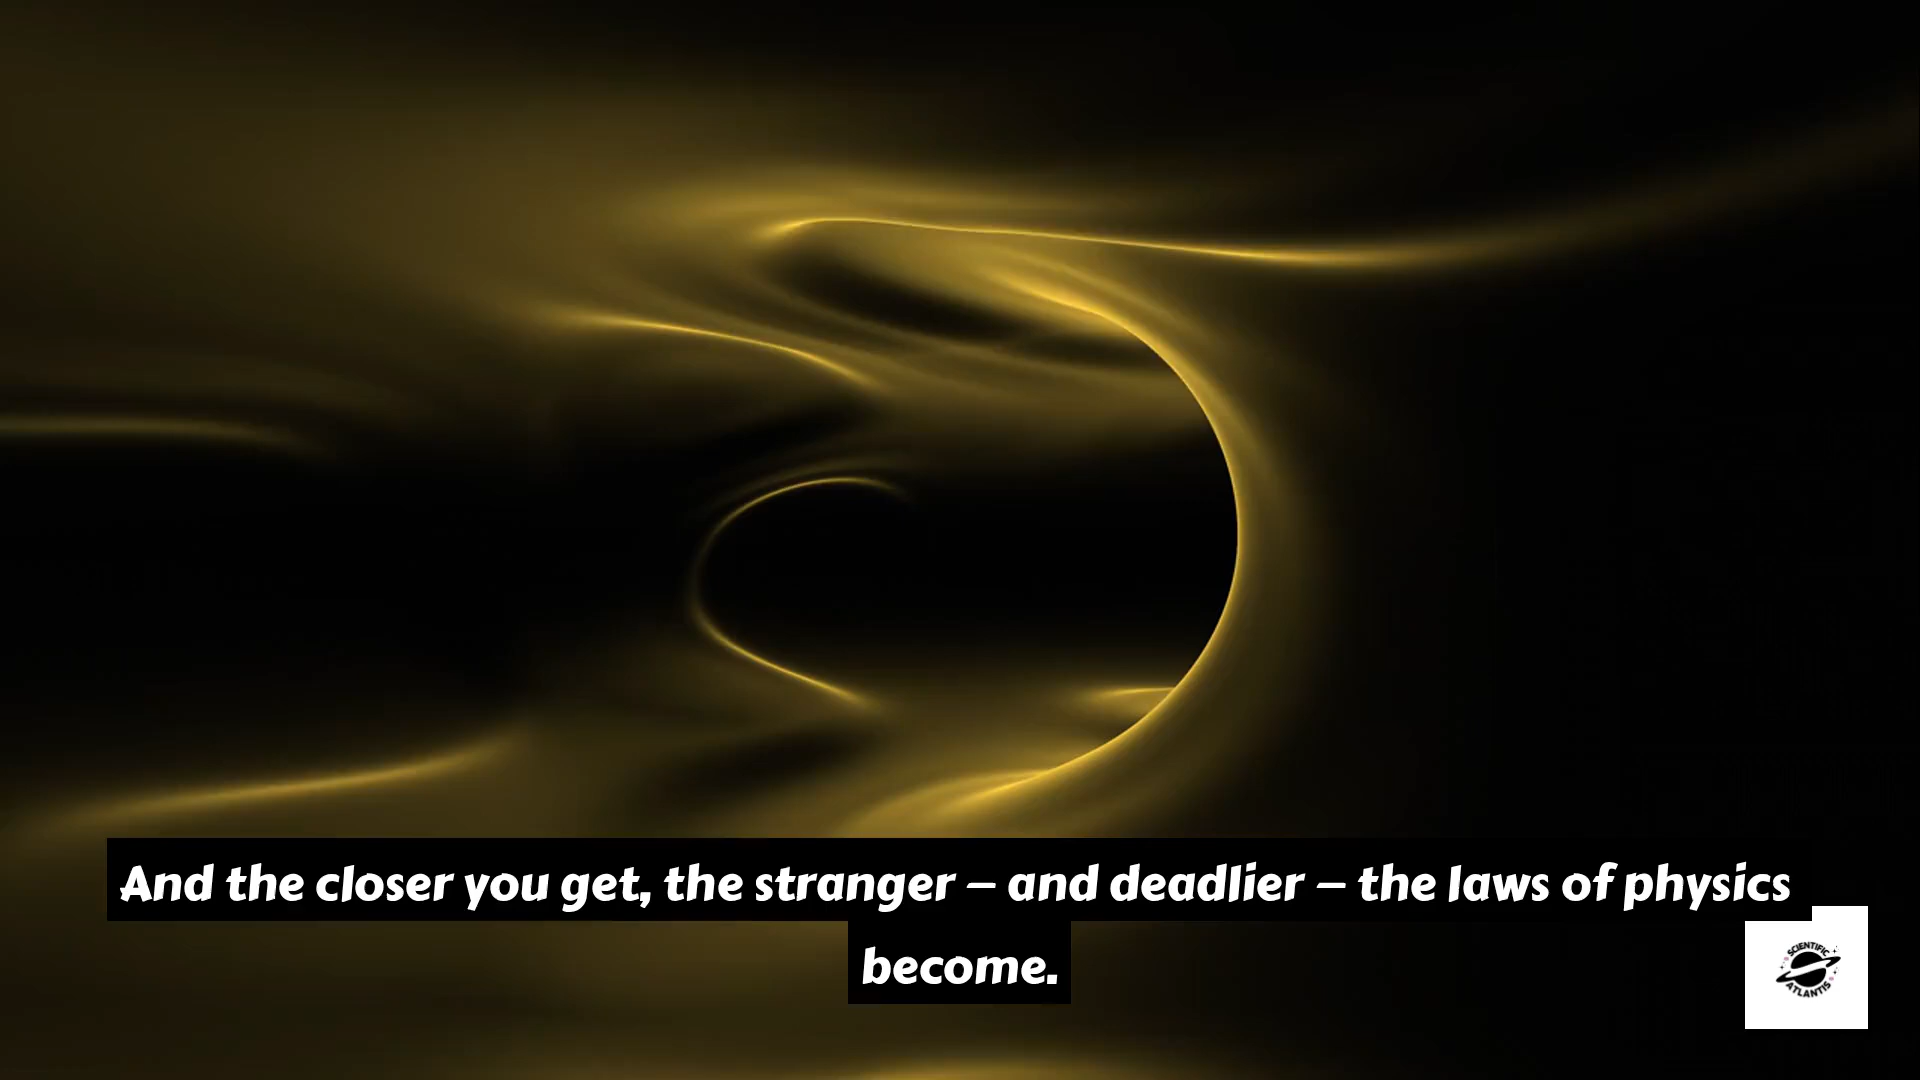 And the closer you get, the stranger – and deadlier – the laws of physics
become.
SCIENTIFIC
ATLANTIS